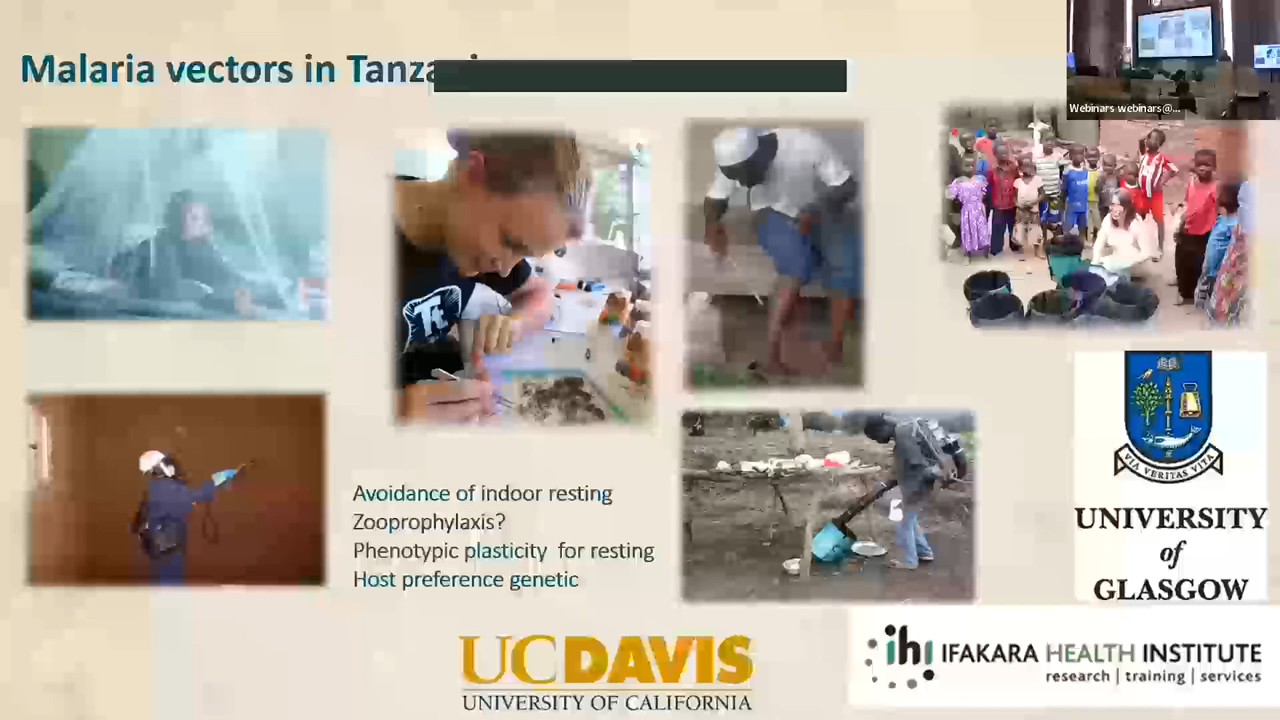 Malaria vectors in Tanza
Webinars webinars@...
Tt
Avoidance of indoor resting
Zooprophylaxis?
Phenotypic plasticity for resting
Host preference genetic
VIA VERITAS VITA
UNIVERSITY
of
GLASGOW
UCDAVIS
UNIVERSITY OF CALIFORNIA
ihi IFAKARA HEALTH INSTITUTE
research | training | services